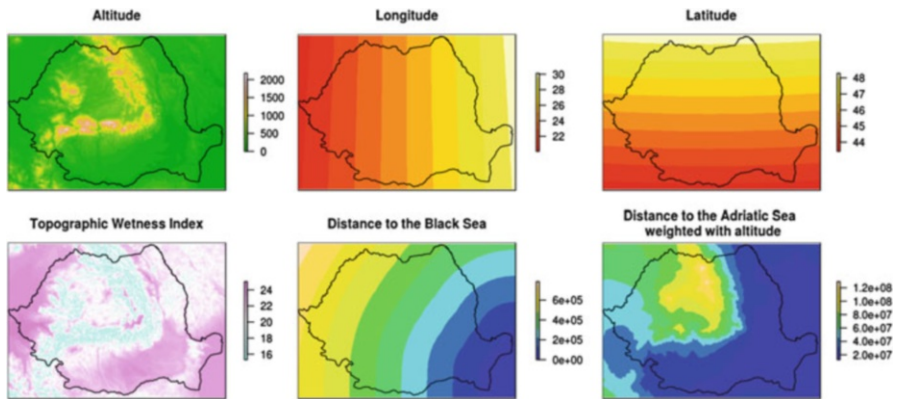 Altitude
2000
1500
1000
500
0
Longitude
30
28
26
24
22
Latitude
48
47
46
45
44
Topographic Wetness Index
24
22
20
18
16
Distance to the Black Sea
6e+05
4e+05
2e+05
0e+00
Distance to the Adriatic Sea
weighted with altitude
1.2e+08
1.0e+08
8.0e+07
6.0e+07
4.0e+07
2.0e+07